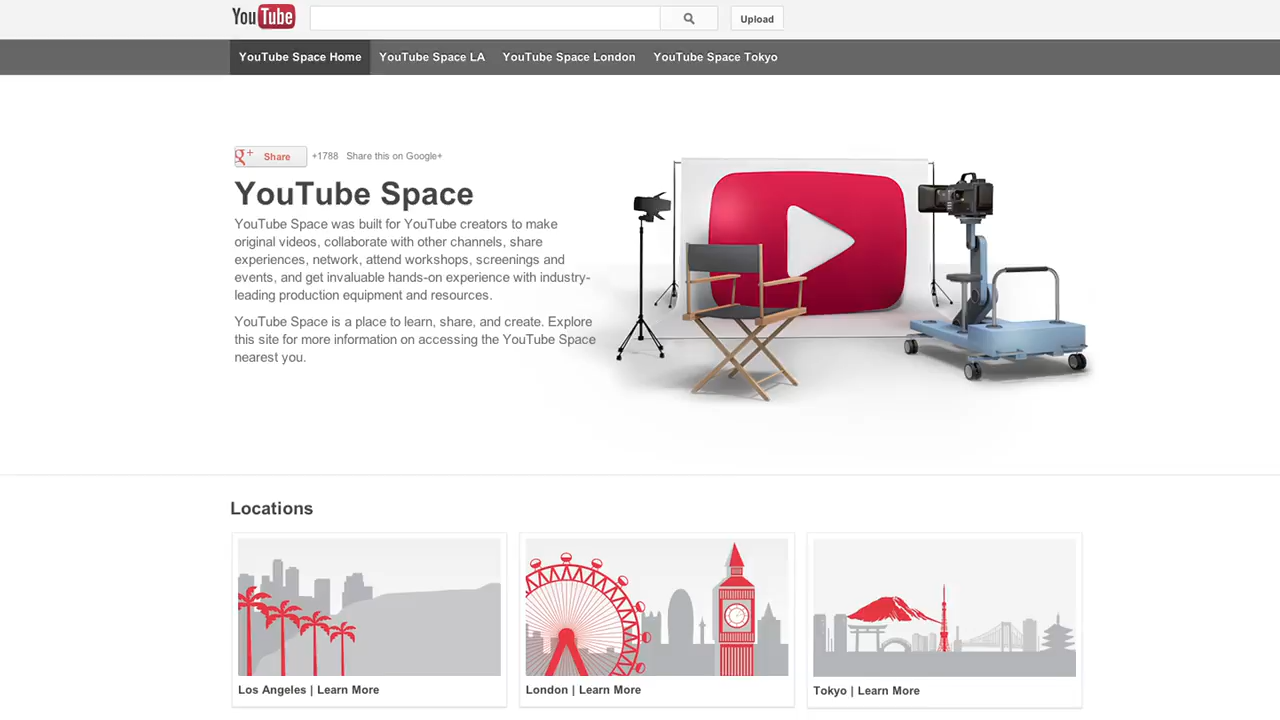 YouTube
Upload
YouTube Space Home YouTube Space LA YouTube Space London YouTube Space Tokyo
g+ Share +1788 Share this on Google+
YouTube Space
YouTube Space was built for YouTube creators to make
original videos, collaborate with other channels, share
experiences, network, attend workshops, screenings and
events, and get invaluable hands-on experience with industry-
leading production equipment and resources.
YouTube Space is a place to learn, share, and create. Explore
this site for more information on accessing the YouTube Space
nearest you.
Locations
Los Angeles | Learn More
London | Learn More
Tokyo | Learn More